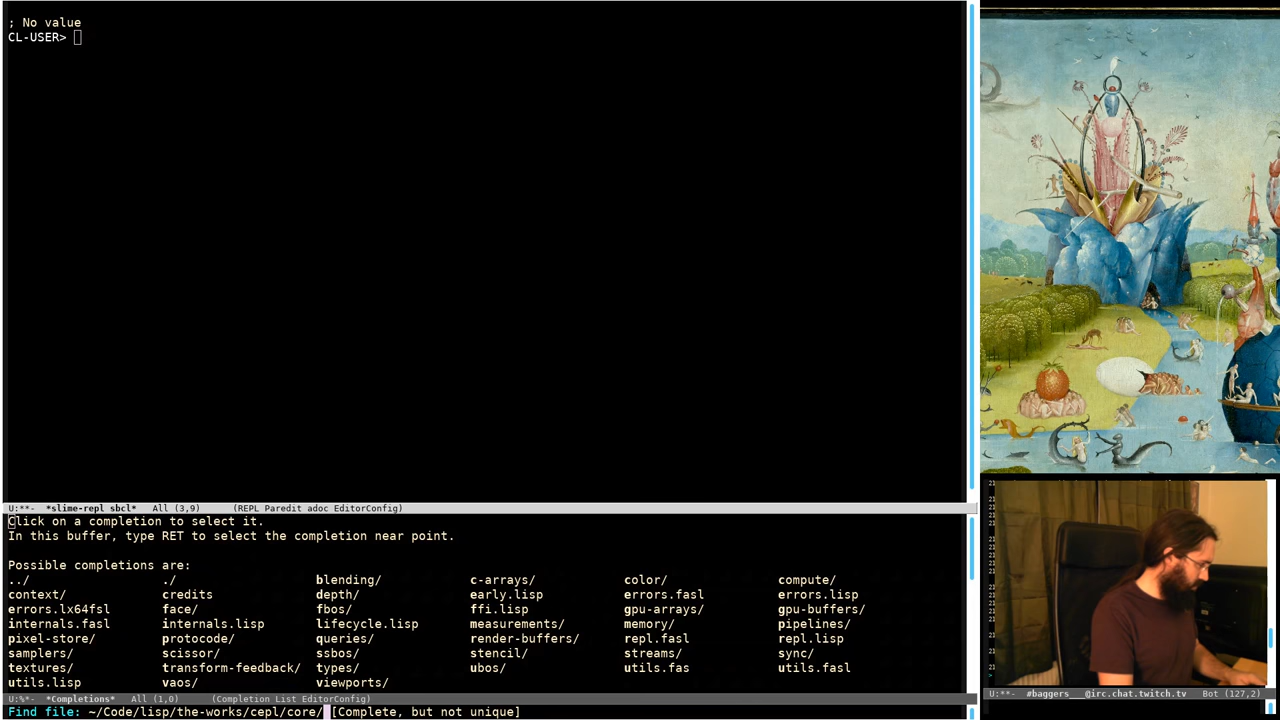 ; No value
CL-USER>
U:**-  *slime-repl sbcl*   All (3,9)      (REPL Paredit adoc EditorConfig)
Click on a completion to select it.
In this buffer, type RET to select the completion near point.
Possible completions are:
../ ./ blending/ c-arrays/ color/ compute/
context/ credits depth/ early.lisp errors.fasl errors.lisp
errors.lx64fsl face/ fbos/ ffi.lisp gpu-arrays/ gpu-buffers/
internals.fasl internals.lisp lifecycle.lisp measurements/ memory/ pipelines/
pixel-store/ protocode/ queries/ render-buffers/ repl.fasl repl.lisp
samplers/ scissor/ ssbos/ stencil/ streams/ sync/
textures/ transform-feedback/ types/ ubos/ utils.fas utils.fasl
utils.lisp vaos/ viewports/
U:%*-  *Completions*   All (1,0)      (Completion List EditorConfig)
Find file: ~/Code/lisp/the-works/cepl/core/ [Complete, but not unique]
U:**-  #baggers___@irc.chat.twitch.tv   Bot (127,2)